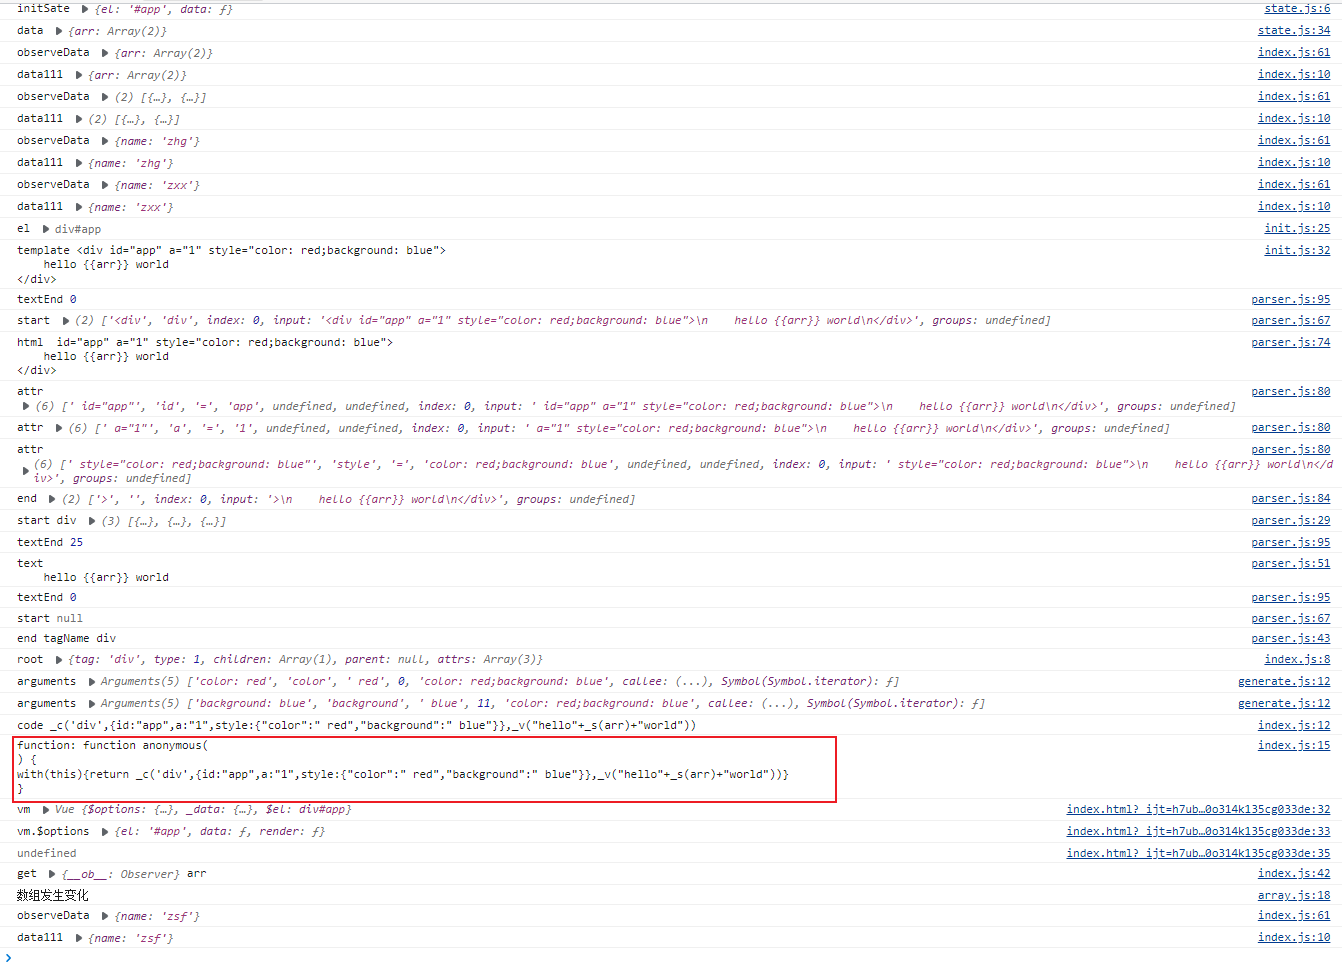 initSate ▶ {el: '#app', data: ƒ} state.js:6
data ▶ {arr: Array(2)} state.js:34
observeData ▶ {arr: Array(2)} index.js:61
data111 ▶ {arr: Array(2)} index.js:10
observeData ▶ (2) [{…}, {…}] index.js:61
data111 ▶ (2) [{…}, {…}] index.js:10
observeData ▶ {name: 'zhg'} index.js:61
data111 ▶ {name: 'zhg'} index.js:10
observeData ▶ {name: 'zxx'} index.js:61
data111 ▶ {name: 'zxx'} index.js:10
el ▶ div#app init.js:25
template <div id="app" a="1" style="color: red;background: blue"> init.js:32
hello {{arr}} world
</div>
textEnd 0 parser.js:95
start ▶ (2) ['<div', 'div', index: 0, input: '<div id="app" a="1" style="color: red;background: blue">\n    hello {{arr}} world\n</div>', groups: undefined] parser.js:67
html  id="app" a="1" style="color: red;background: blue"> parser.js:74
hello {{arr}} world
</div>
attr parser.js:80
▶ (6) [' id="app"', 'id', '=', 'app', undefined, undefined, index: 0, input: ' id="app" a="1" style="color: red;background: blue">\n    hello {{arr}} world\n</div>', groups: undefined]
attr ▶ (6) [' a="1"', 'a', '=', '1', undefined, undefined, index: 0, input: ' a="1" style="color: red;background: blue">\n    hello {{arr}} world\n</div>', groups: undefined] parser.js:80
attr parser.js:80
▶ (6) [' style="color: red;background: blue"', 'style', '=', 'color: red;background: blue', undefined, undefined, index: 0, input: ' style="color: red;background: blue">\n    hello {{arr}} world\n</d
iv>', groups: undefined]
end ▶ (2) ['>', '', index: 0, input: '>\n    hello {{arr}} world\n</div>', groups: undefined] parser.js:84
start div ▶ (3) [{…}, {…}, {…}] parser.js:29
textEnd 25 parser.js:95
text parser.js:51
hello {{arr}} world
textEnd 0 parser.js:95
start null parser.js:67
end tagName div parser.js:43
root ▶ {tag: 'div', type: 1, children: Array(1), parent: null, attrs: Array(3)} index.js:8
arguments ▶ Arguments(5) ['color: red', 'color', ' red', 0, 'color: red;background: blue', callee: (...), Symbol(Symbol.iterator): ƒ] generate.js:12
arguments ▶ Arguments(5) ['background: blue', 'background', ' blue', 11, 'color: red;background: blue', callee: (...), Symbol(Symbol.iterator): ƒ] generate.js:12
code _c('div',{id:"app",a:"1",style:{"color":" red","background":" blue"}},_v("hello"+_s(arr)+"world")) index.js:12
function: function anonymous( index.js:15
) {
with(this){return _c('div',{id:"app",a:"1",style:{"color":" red","background":" blue"}},_v("hello"+_s(arr)+"world"))}
}
vm ▶ Vue {$options: {…}, _data: {…}, $el: div#app} index.html?_ijt=h7ub…0o314k135cg033de:32
vm.$options ▶ {el: '#app', data: ƒ, render: ƒ} index.html?_ijt=h7ub…0o314k135cg033de:33
undefined index.html?_ijt=h7ub…0o314k135cg033de:35
get ▶ {__ob__: Observer} arr index.js:42
数组发生变化 array.js:18
observeData ▶ {name: 'zsf'} index.js:61
data111 ▶ {name: 'zsf'} index.js:10